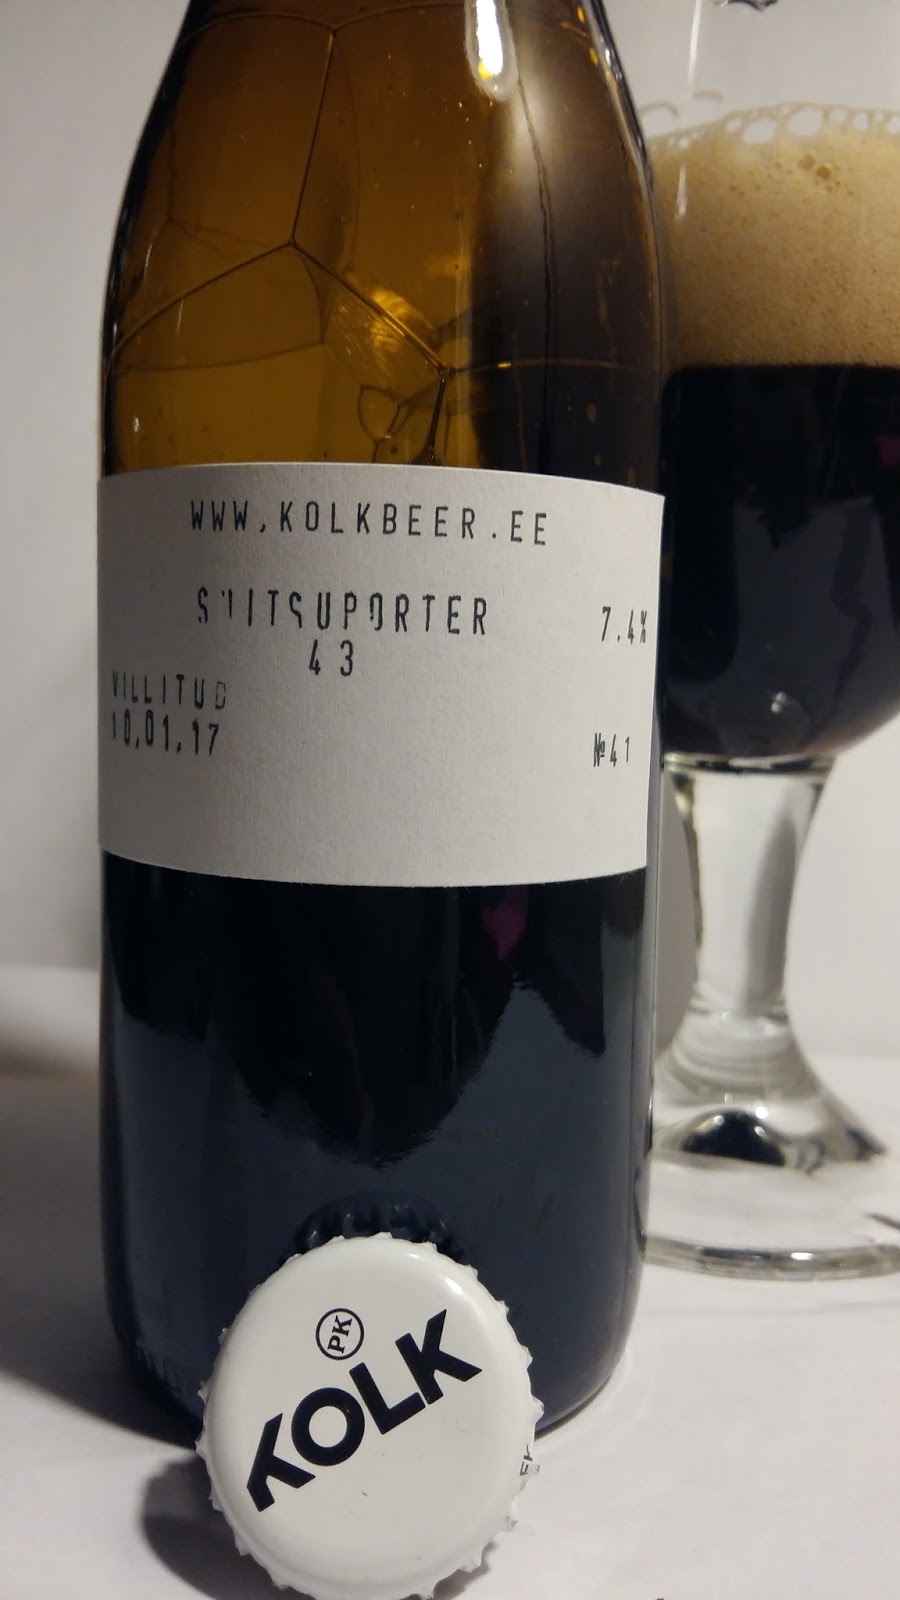 WWW.KOLKBEER.EE
SUITSUPORTER 7.4%
43
VILLITUD
10.01.17
№41
PK
KOLK